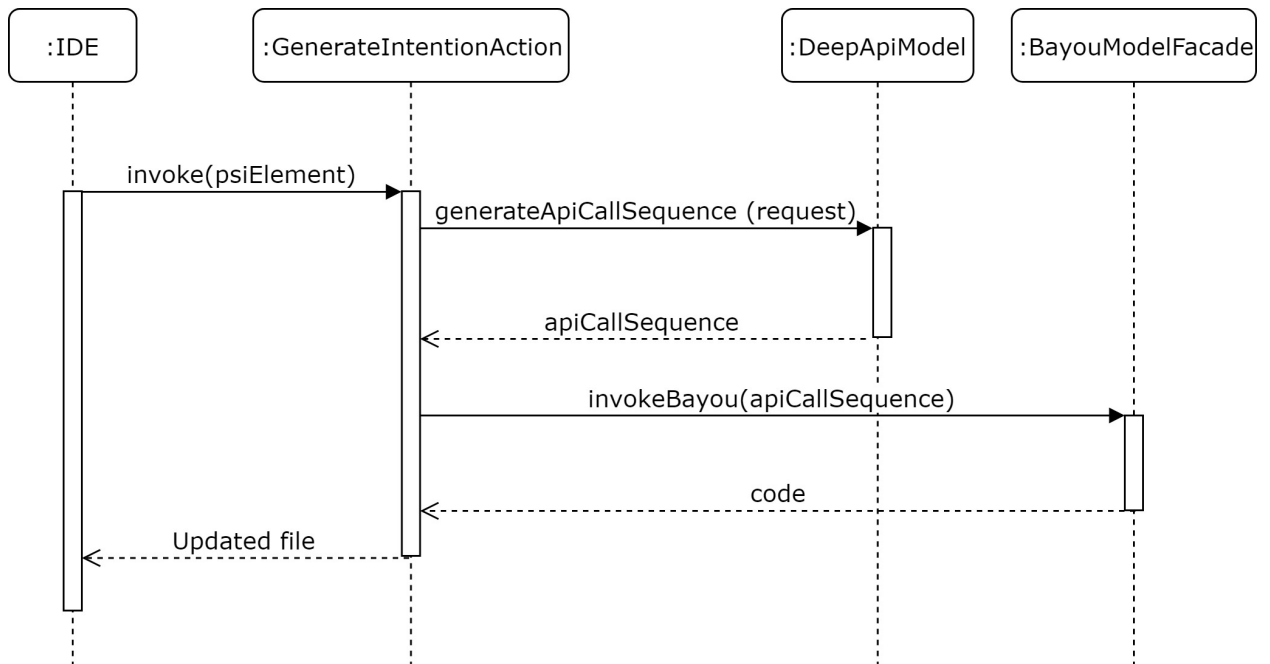 :IDE
:GenerateIntentionAction
:DeepApiModel
:BayouModelFacade
invoke(psiElement)
generateApiCallSequence (request)
apiCallSequence
invokeBayou(apiCallSequence)
code
Updated file